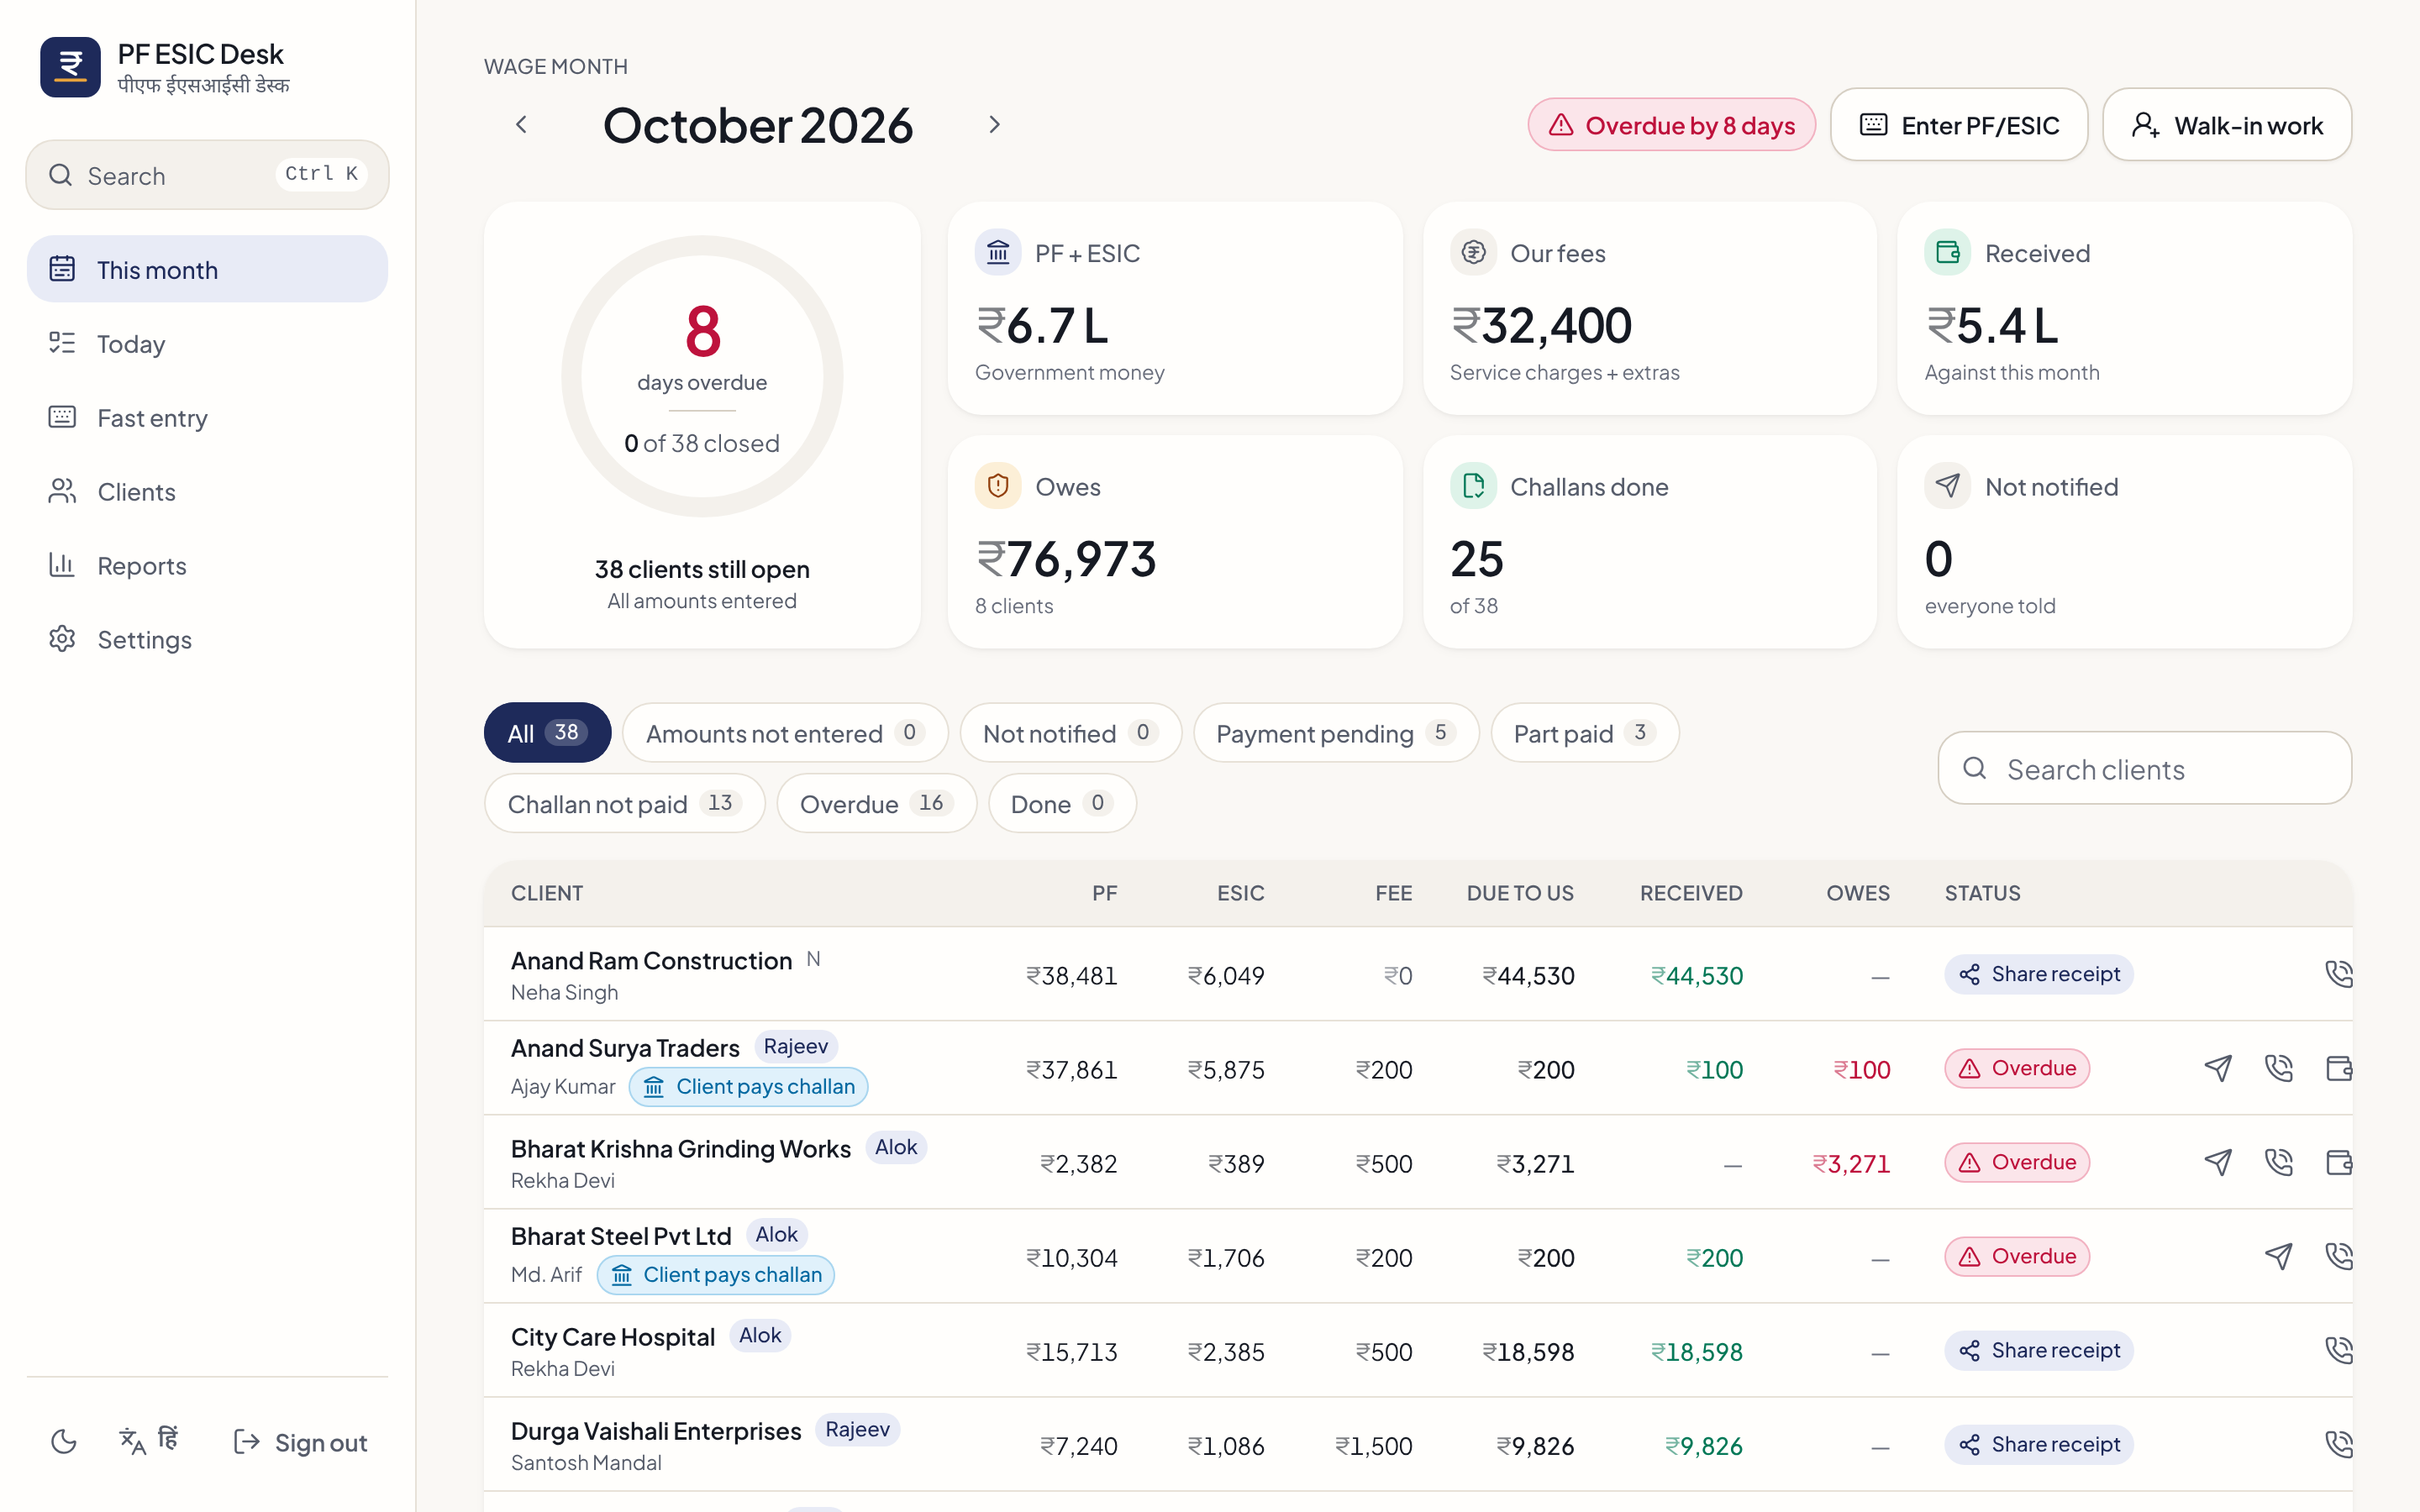 PF ESIC Desk
पीएफ ईएसआईसी डेस्क
Search Ctrl K
This month
Today
Fast entry
Clients
Reports
Settings
हिं Sign out
WAGE MONTH
October 2026
Overdue by 8 days Enter PF/ESIC Walk-in work
8
days overdue
0 of 38 closed
38 clients still open
All amounts entered
PF + ESIC
₹6.7 L
Government money
Our fees
₹32,400
Service charges + extras
Received
₹5.4 L
Against this month
Owes
₹76,973
8 clients
Challans done
25
of 38
Not notified
0
everyone told
All 38 Amounts not entered 0 Not notified 0 Payment pending 5 Part paid 3
Challan not paid 13 Overdue 16 Done 0
Search clients
CLIENT PF ESIC FEE DUE TO US RECEIVED OWES STATUS
Anand Ram Construction N
Neha Singh
₹38,481 ₹6,049 ₹0 ₹44,530 ₹44,530 — Share receipt
Anand Surya Traders Rajeev
Ajay Kumar Client pays challan
₹37,861 ₹5,875 ₹200 ₹200 ₹100 ₹100 Overdue
Bharat Krishna Grinding Works Alok
Rekha Devi
₹2,382 ₹389 ₹500 ₹3,271 — ₹3,271 Overdue
Bharat Steel Pvt Ltd Alok
Md. Arif Client pays challan
₹10,304 ₹1,706 ₹200 ₹200 ₹200 — Overdue
City Care Hospital Alok
Rekha Devi
₹15,713 ₹2,385 ₹500 ₹18,598 ₹18,598 — Share receipt
Durga Vaishali Enterprises Rajeev
Santosh Mandal
₹7,240 ₹1,086 ₹1,500 ₹9,826 ₹9,826 — Share receipt